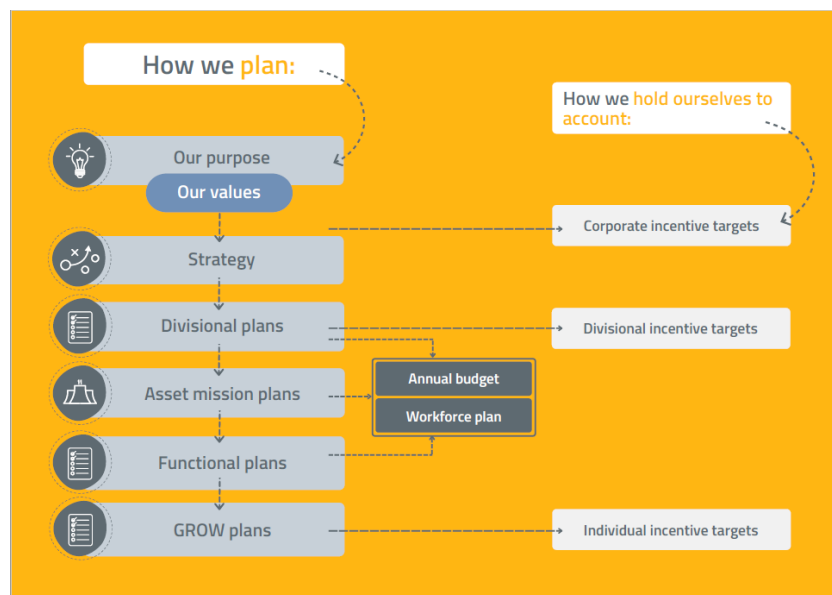 How we plan:
How we hold ourselves to
account:
Our purpose
Our values
Corporate incentive targets
Strategy
Divisional plans
Divisional incentive targets
Annual budget
Asset mission plans
Workforce plan
Functional plans
GROW plans
Individual incentive targets